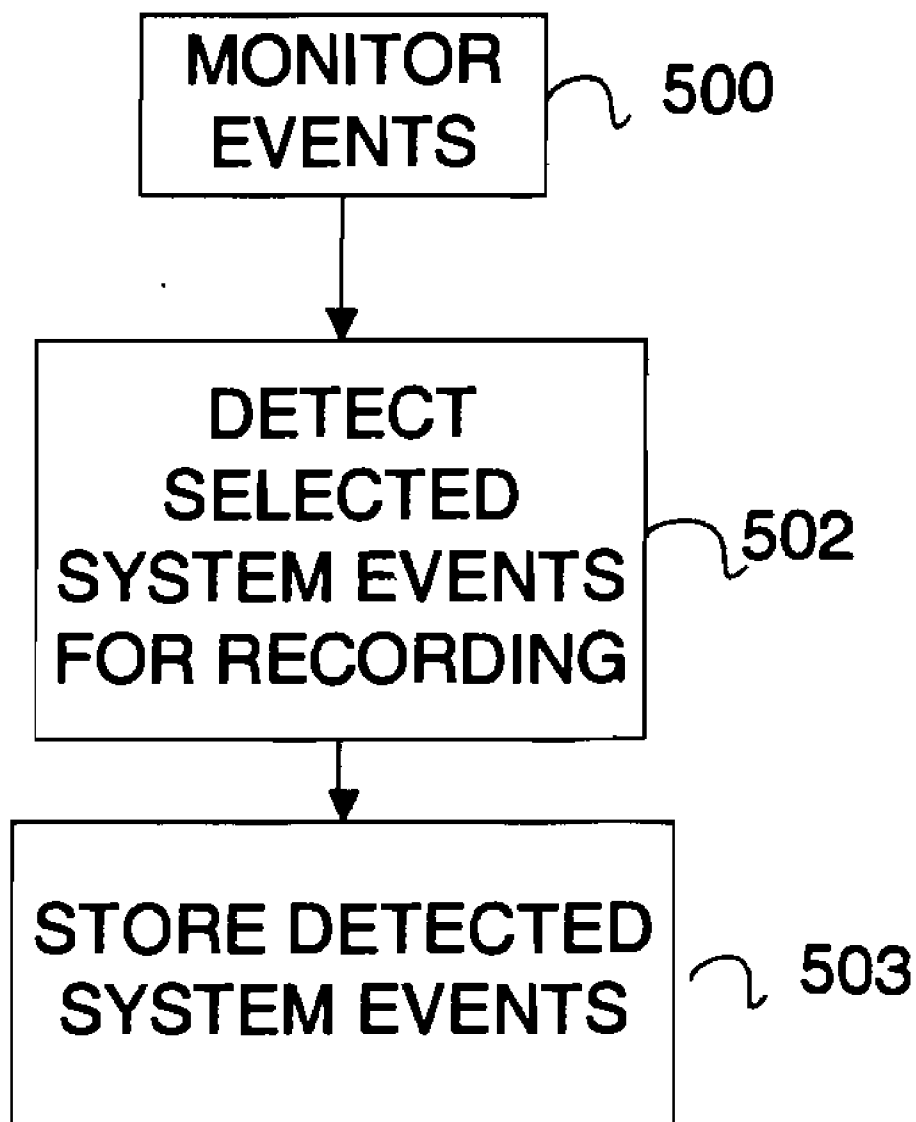 MONITOR
EVENTS
500
DETECT
SELECTED
SYSTEM EVENTS
FOR RECORDING
502
STORE DETECTED
SYSTEM EVENTS
503